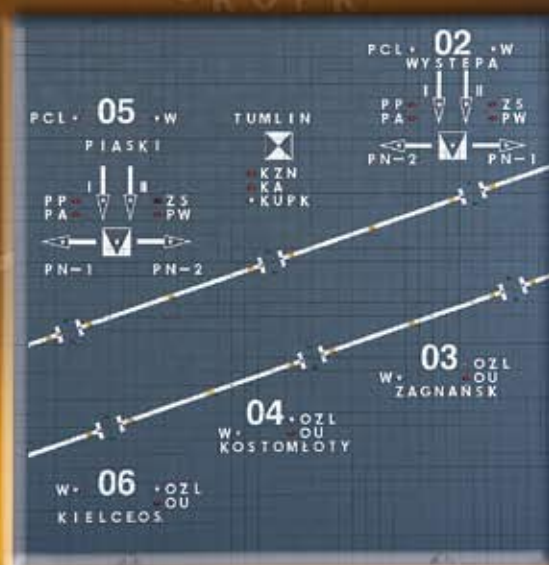 PCL 02 W
WYSTĘPA
I II
PP ZS
PA PW
PN-2 PN-1
PCL 05 W
PIASKI
I II
PP ZS
PA PW
PN-1 PN-2
TUMLIN
KZN
KA
KUPK
03 OZL
W OU
ZAGNAŃSK
04 OZL
W OU
KOSTOMŁOTY
W 06 OZL
OU
KIELCEOS.